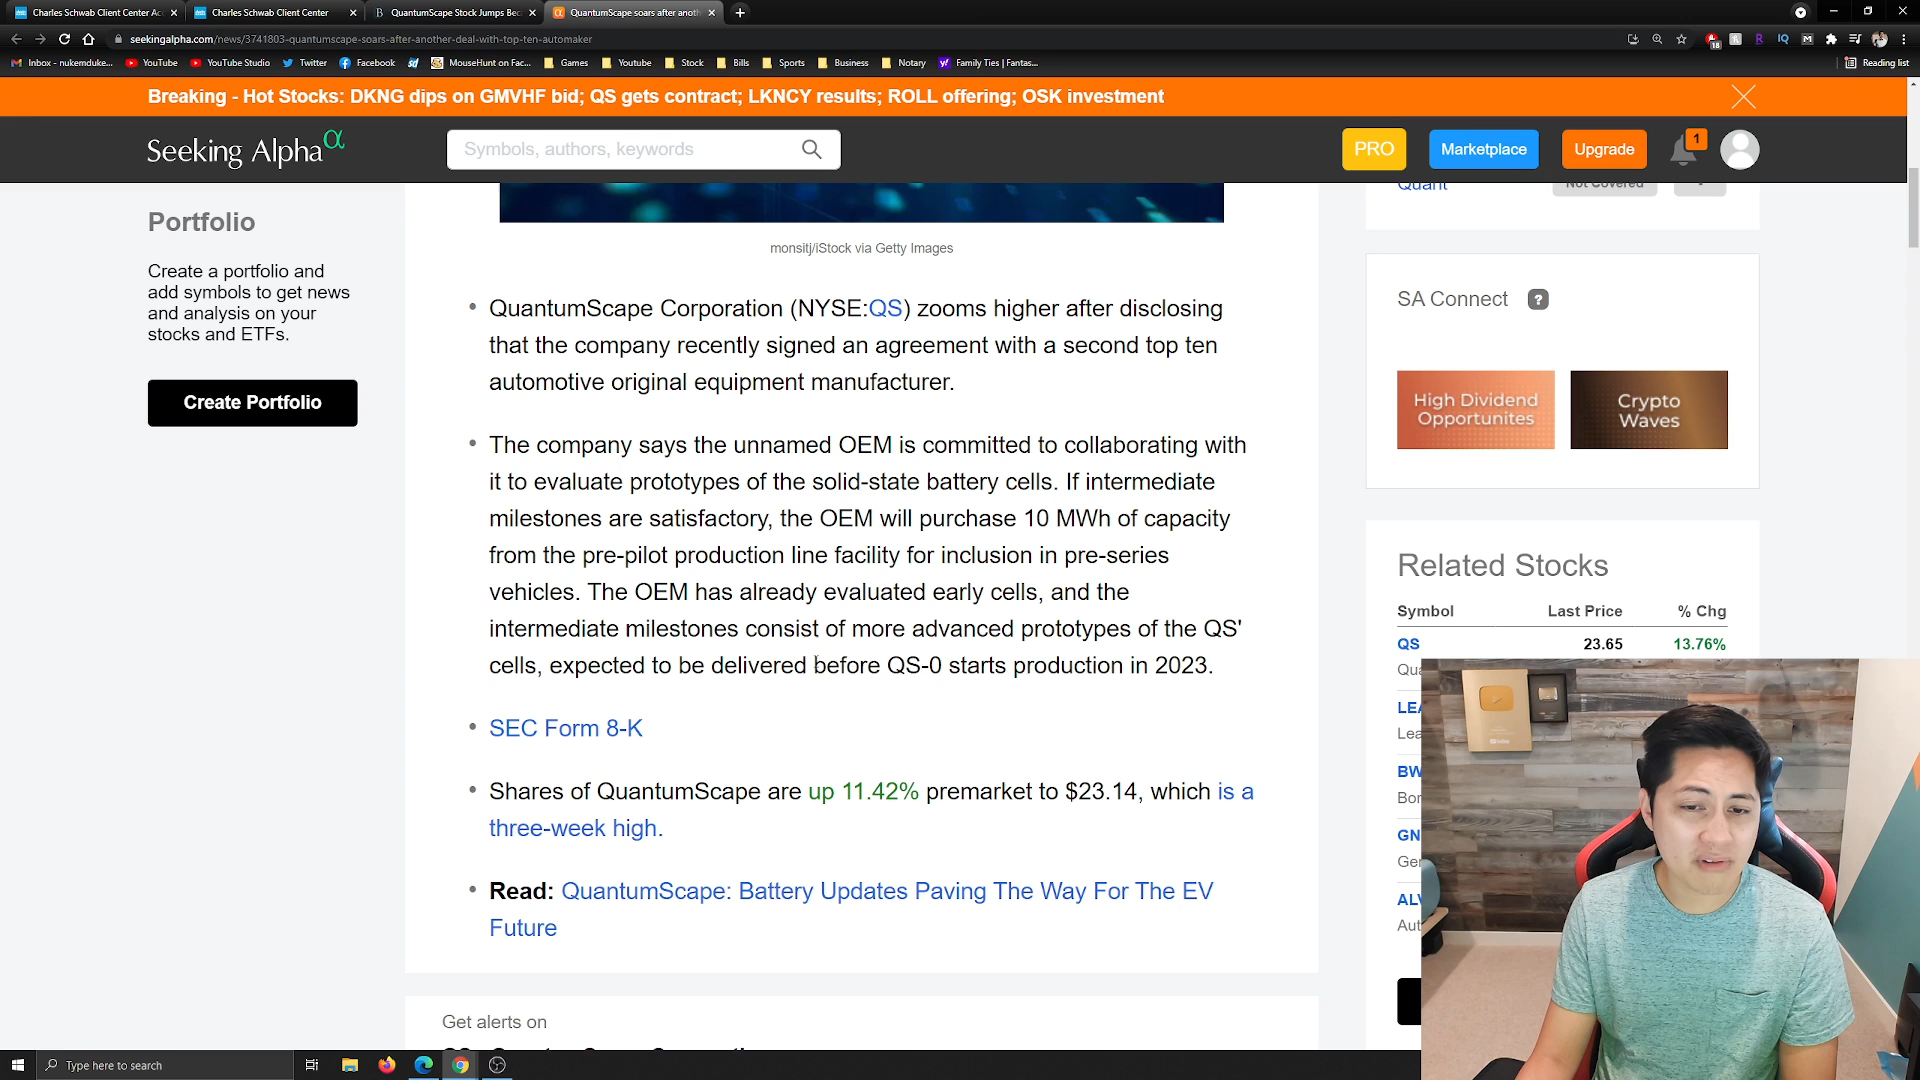 Charles Schwab Client Center Ac
Charles Schwab Client Center
QuantumScape Stock Jumps Bec
QuantumScape soars after anoth
seekingalpha.com/news/3741803-quantumscape-soars-after-another-deal-with-top-ten-automaker
18
IQ
Inbox - nukemduke...
YouTube
YouTube Studio
Twitter
Facebook
MouseHunt on Fac...
Games
Youtube
Stock
Bills
Sports
Business
Notary
Family Ties | Fantas...
Reading list
Breaking - Hot Stocks: DKNG dips on GMVHF bid; QS gets contract; LKNCY results; ROLL offering; OSK investment
Seeking Alpha α
Symbols, authors, keywords
PRO
Marketplace
Upgrade
1
Portfolio
Create a portfolio and
add symbols to get news
and analysis on your
stocks and ETFs.
Create Portfolio
monsitj/iStock via Getty Images
• QuantumScape Corporation (NYSE:QS) zooms higher after disclosing
that the company recently signed an agreement with a second top ten
automotive original equipment manufacturer.
• The company says the unnamed OEM is committed to collaborating with
it to evaluate prototypes of the solid-state battery cells. If intermediate
milestones are satisfactory, the OEM will purchase 10 MWh of capacity
from the pre-pilot production line facility for inclusion in pre-series
vehicles. The OEM has already evaluated early cells, and the
intermediate milestones consist of more advanced prototypes of the QS'
cells, expected to be delivered before QS-0 starts production in 2023.
• SEC Form 8-K
• Shares of QuantumScape are up 11.42% premarket to $23.14, which is a
three-week high.
• Read: QuantumScape: Battery Updates Paving The Way For The EV
Future
Get alerts on
Quant
Not Covered
-
SA Connect ?
High Dividend
Opportunites
Crypto
Waves
Related Stocks
Symbol Last Price % Chg
QS 23.65 13.76%
Qua
LEA
Lea
BW
Bor
GN
Ger
ALV
Aut
Type here to search